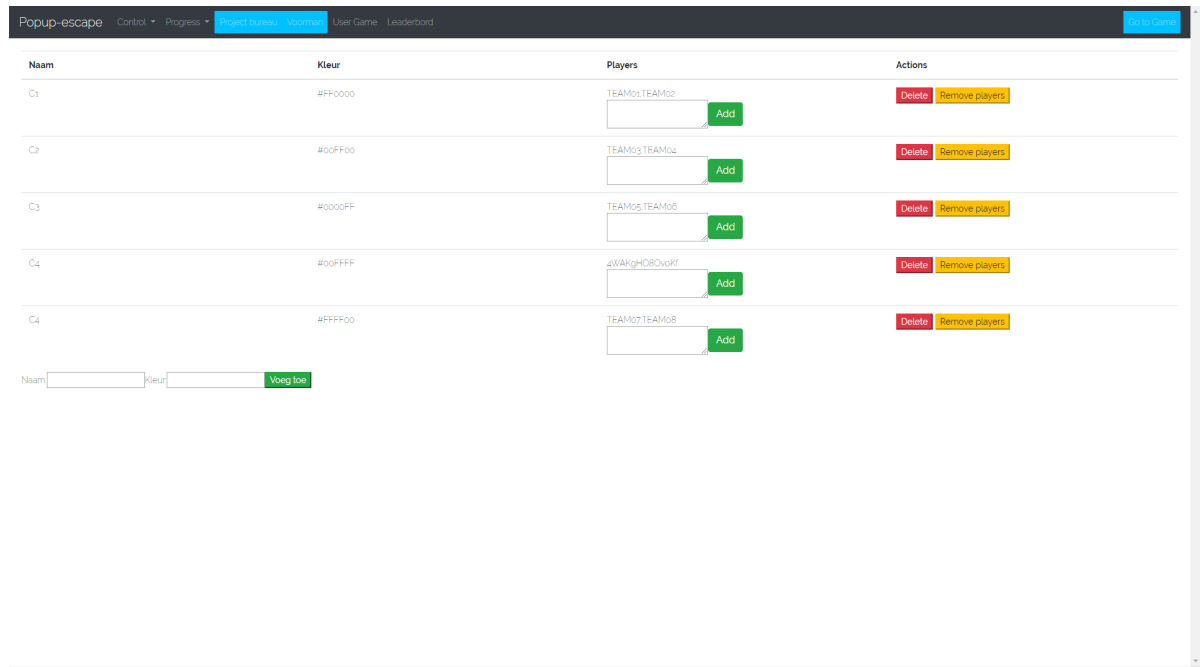 Popup-escape Control Progress Project bureau Voorman User Game Leaderbord Go to Game
Naam Kleur Players Actions
C1 #FF0000 TEAM01,TEAM02 Delete Remove players
Add
C2 #00FF00 TEAM03,TEAM04 Delete Remove players
Add
C3 #0000FF TEAM05,TEAM06 Delete Remove players
Add
C4 #00FFFF 4WAKgHO8OvoKf Delete Remove players
Add
C4 #FFFF00 TEAM07,TEAM08 Delete Remove players
Add
Naam: Kleur: Voeg toe